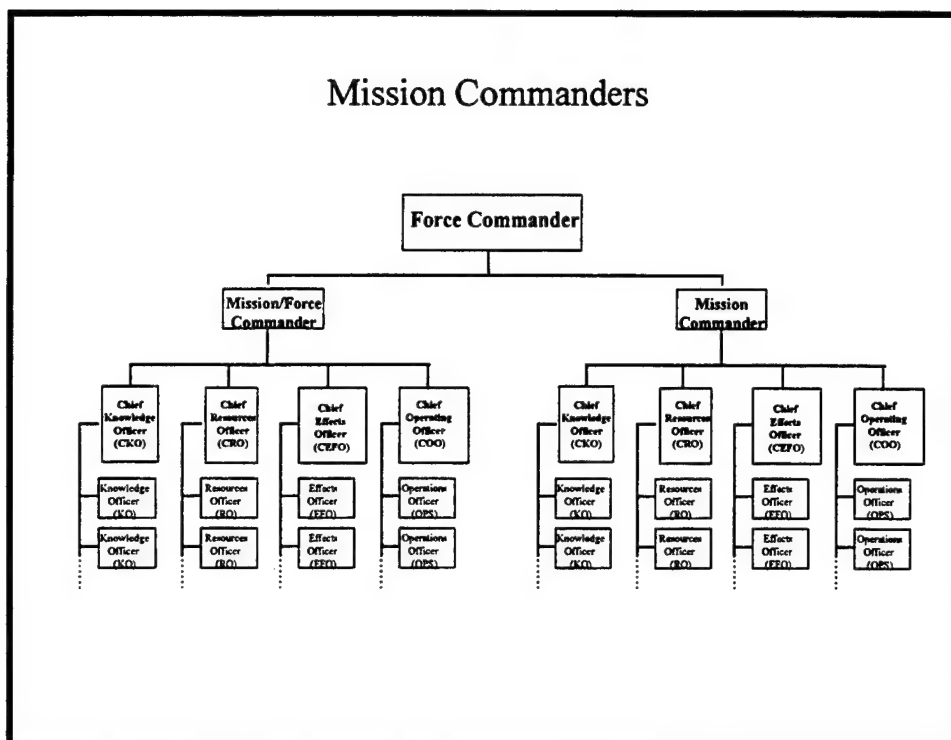 Mission Commanders
Force Commander
Mission/Force
Commander
Mission
Commander
Chief
Knowledge
Officer
(CKO)
Chief
Resources
Officer
(CRO)
Chief
Effects
Officer
(CEFO)
Chief
Operating
Officer
(COO)
Chief
Knowledge
Officer
(CKO)
Chief
Resources
Officer
(CRO)
Chief
Effects
Officer
(CEFO)
Chief
Operating
Officer
(COO)
Knowledge
Officer
(KO)
Resources
Officer
(RO)
Effects
Officer
(EFO)
Operations
Officer
(OPS)
Knowledge
Officer
(KO)
Resources
Officer
(RO)
Effects
Officer
(EFO)
Operations
Officer
(OPS)
Knowledge
Officer
(KO)
Resources
Officer
(RO)
Effects
Officer
(EFO)
Operations
Officer
(OPS)
Knowledge
Officer
(KO)
Resources
Officer
(RO)
Effects
Officer
(EFO)
Operations
Officer
(OPS)